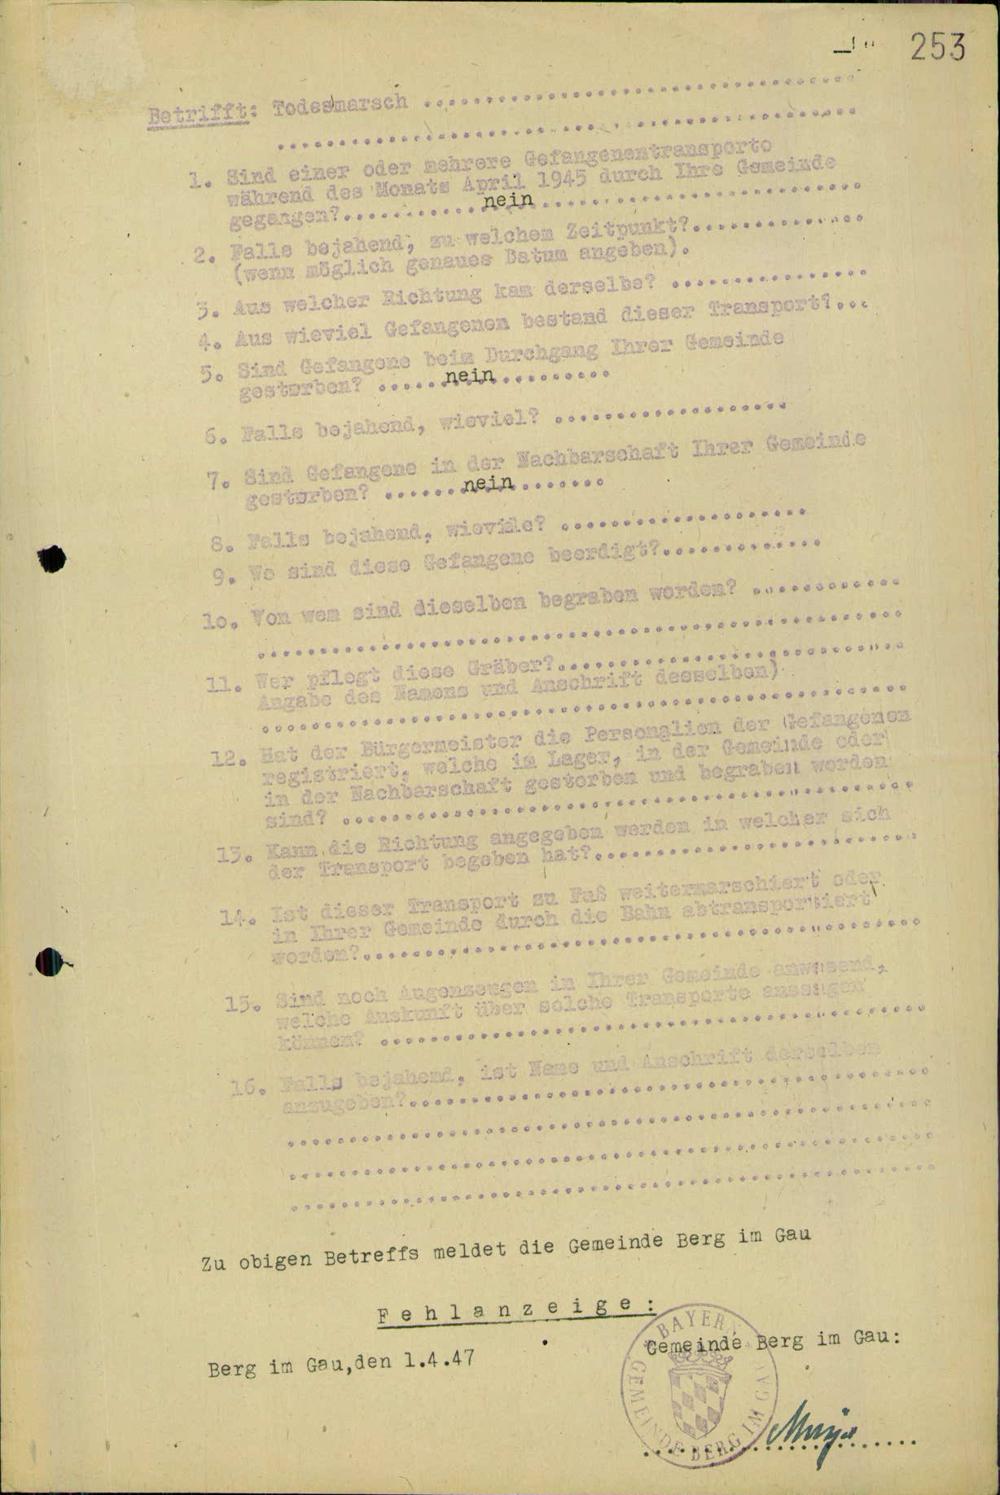 253
Betrifft: Todesmarsch ..................................
..............................................
1. Sind einer oder mehrere Gefangenentransporte
während des Monats April 1945 durch Ihre Gemeinde
gegangen?..............nein..........................
2. Falls bejahend, zu welchem Zeitpunkt?..............
(wenn möglich genaues Datum angeben).
3. Aus welcher Richtung kam derselbe? ................
4. Aus wieviel Gefangenen bestand dieser Transport?...
5. Sind Gefangene beim Durchgang Ihrer Gemeinde
gestorben? ......nein...........
6. Falls bejahend, wieviel? ...................
7. Sind Gefangene in der Nachbarschaft Ihrer Gemeinde
gestorben? .......nein.......
8. Falls bejahend, wieviele? ....................
9. Wo sind diese Gefangene beerdigt?.............
1o. Von wem sind dieselben begraben worden? ............
....................................................
11. Wer pflegt diese Gräber?............................
Angabe des Namens und Anschrift desselben)
....................................................
12. Hat der Bürgermeister die Personalien der Gefangenen
registriert, welche im Lager, in der Gemeinde oder
in der Nachbarschaft gestorben und begraben worden
sind? ..............................................
13. Kann die Richtung angegeben werden in welcher sich
der Transport begeben hat?..........................
14. Ist dieser Transport zu Fuß weitermarschiert oder
in Ihrer Gemeinde durch die Bahn abtransportiert
worden?.............................................
15. Sind noch Augenzeugen in Ihrer Gemeinde anwesend,
welche Auskunft über solche Transporte aussagen
können? ............................................
16. Falls bejahend, ist Name und Anschrift derselben
anzugeben?..........................................
....................................................
....................................................
....................................................
Zu obigen Betreffs meldet die Gemeinde Berg im Gau
Fehlanzeige:
Gemeinde Berg im Gau:
Berg im Gau,den 1.4.47
BAYERN
GEMEINDE BERG IM GAU